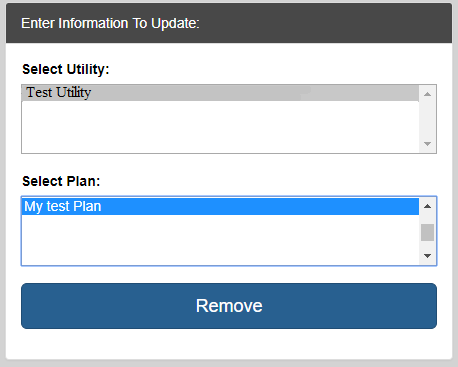 Enter Information To Update:
Select Utility:
Test Utility
Select Plan:
My test Plan
Remove